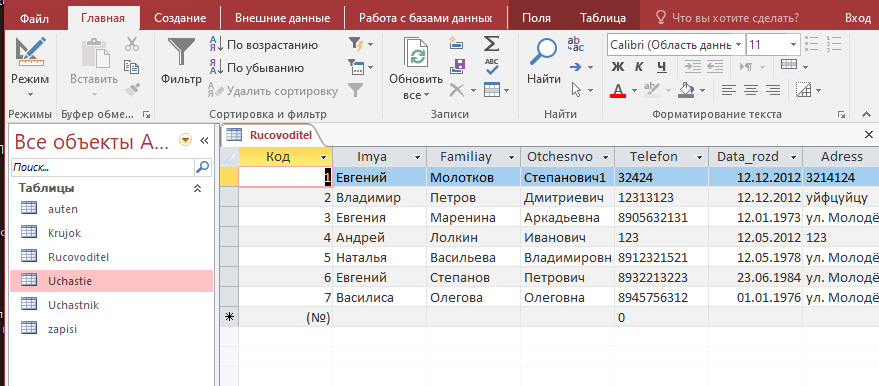 Файл Главная Создание Внешние данные Работа с базами данных Поля Таблица Что вы хотите сделать? Вход
Режим
Вставить
Фильтр
По возрастанию
По убыванию
Удалить сортировку
Обновить все
Найти
Calibri (Область данн 11
Ж К Ч
Режимы Буфер обме... Сортировка и фильтр Записи Найти Форматирование текста
Все объекты A...
Поиск...
Таблицы
auten
Krujok
Rucovoditel
Uchastie
Uchastnik
zapisi
Rucovoditel
Код Imya Familiay Otchesnvo Telefon Data_rozd Adress
1 Евгений Молотков Степанович1 32424 12.12.2012 3214124
2 Владимир Петров Дмитриевич 12313123 12.12.2012 уйфцуйцу
3 Евгения Маренина Аркадьевна 8905632131 12.01.1973 ул. Молодё
4 Андрей Лолкин Иванович 123 12.05.2012 123
5 Наталья Васильева Владимировна 8912321521 12.05.1978 ул. Молодё
6 Евгений Степанов Петрович 8932213223 23.06.1984 ул. Молодё
7 Василиса Олегова Олеговна 8945756312 01.01.1976 ул. Молодё
(№) 0